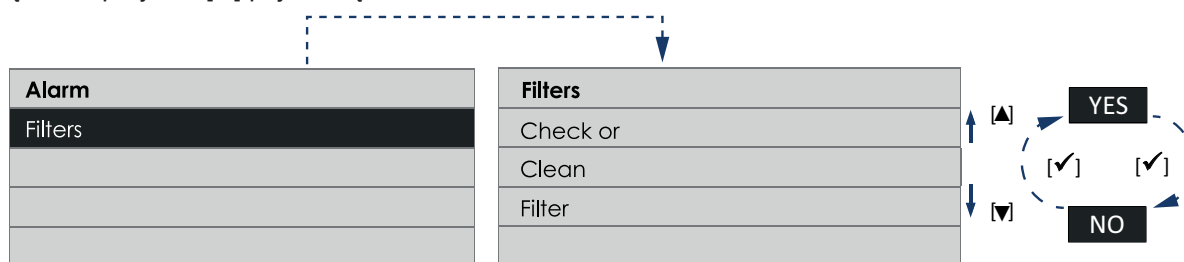 Alarm
Filters
Filters
Check or
Clean
Filter
[▲]
[▼]
YES
[✔] [✔]
NO